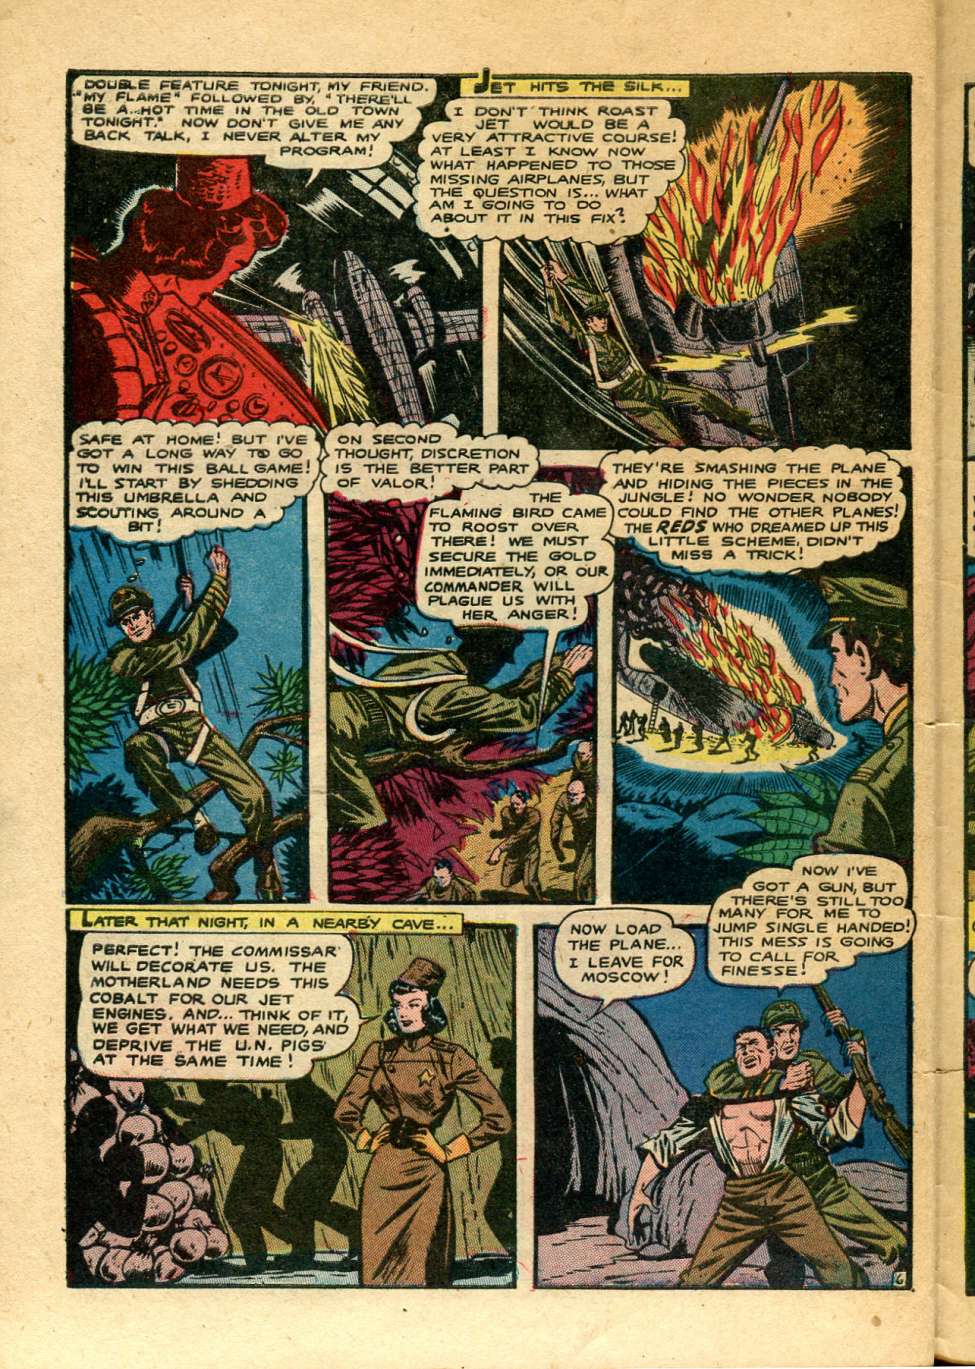 DOUBLE FEATURE TONIGHT, MY FRIEND.
"MY FLAME" FOLLOWED BY, "THERE'LL
BE A...HOT TIME IN THE OLD TOWN
TONIGHT." NOW DON'T GIVE ME ANY
BACK TALK, I NEVER ALTER MY
PROGRAM!
JET HITS THE SILK...
I DON'T THINK ROAST
JET WOULD BE A
VERY ATTRACTIVE COURSE!
AT LEAST I KNOW NOW
WHAT HAPPENED TO THOSE
MISSING AIRPLANES, BUT
THE QUESTION IS... WHAT
AM I GOING TO DO
ABOUT IT IN THIS FIX?
SAFE AT HOME! BUT I'VE
GOT A LONG WAY TO GO
TO WIN THIS BALL GAME!
I'LL START BY SHEDDING
THIS UMBRELLA AND
SCOUTING AROUND A
BIT!
ON SECOND
THOUGHT, DISCRETION
IS THE BETTER PART
OF VALOR!
THE
FLAMING BIRD CAME
TO ROOST OVER
THERE! WE MUST
SECURE THE GOLD
IMMEDIATELY, OR OUR
COMMANDER WILL
PLAGUE US WITH
HER ANGER!
THEY'RE SMASHING THE PLANE
AND HIDING THE PIECES IN THE
JUNGLE! NO WONDER NOBODY
COULD FIND THE OTHER PLANES!
THE REDS WHO DREAMED UP THIS
LITTLE SCHEME, DIDN'T
MISS A TRICK!
LATER THAT NIGHT, IN A NEARBY CAVE...
PERFECT! THE COMMISSAR
WILL DECORATE US. THE
MOTHERLAND NEEDS THIS
COBALT FOR OUR JET
ENGINES. AND... THINK OF IT,
WE GET WHAT WE NEED, AND
DEPRIVE THE U.N. PIGS
AT THE SAME TIME!
NOW LOAD
THE PLANE...
I LEAVE FOR
MOSCOW!
NOW I'VE
GOT A GUN, BUT
THERE'S STILL TOO
MANY FOR ME TO
JUMP SINGLE HANDED!
THIS MESS IS GOING
TO CALL FOR
FINESSE!
6